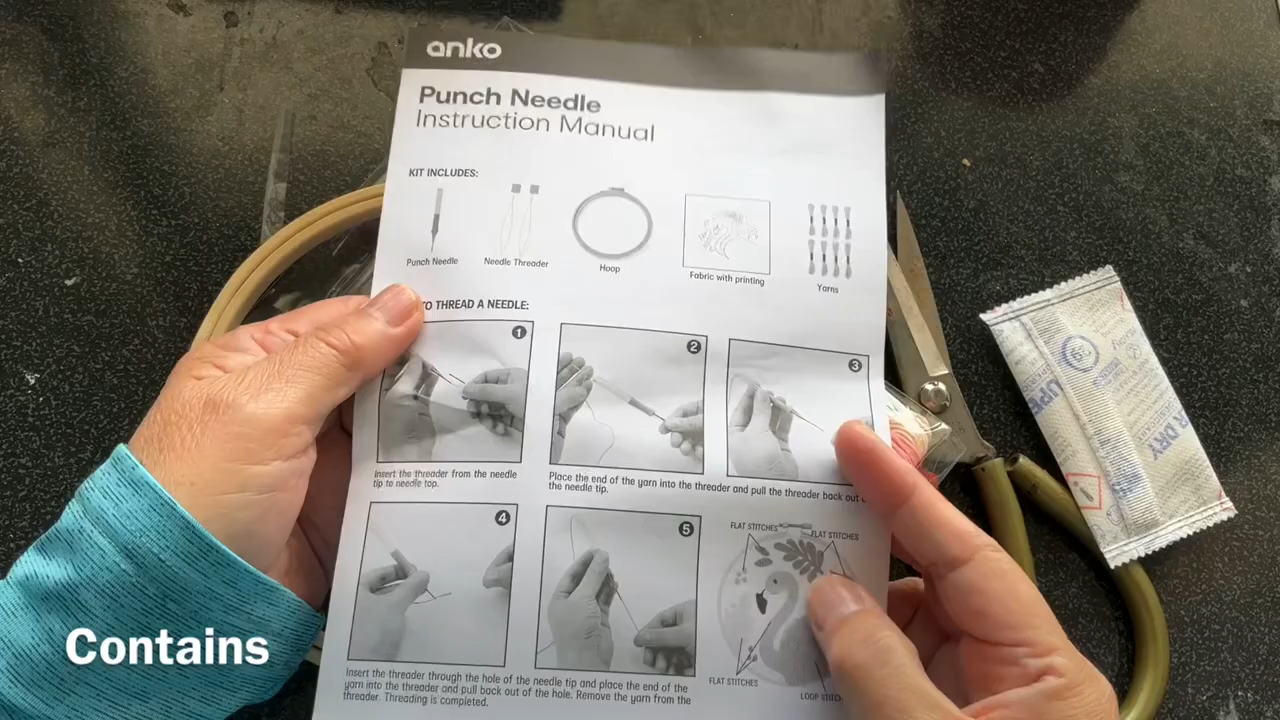 anko
Punch Needle
Instruction Manual
KIT INCLUDES:
Punch Needle
Needle Threader
Hoop
Fabric with printing
Yarns
TO THREAD A NEEDLE:
1
2
3
Insert the threader from the needle
tip to needle top.
Place the end of the yarn into the threader and pull the threader back out
the needle tip.
4
5
FLAT STITCHES
FLAT STITCHES
FLAT STITCHES
LOOP
Insert the threader through the hole of the needle tip and place the end of the
yarn into the threader and pull back out of the hole. Remove the yarn from the
threader. Threading is completed.
DRY
Contains